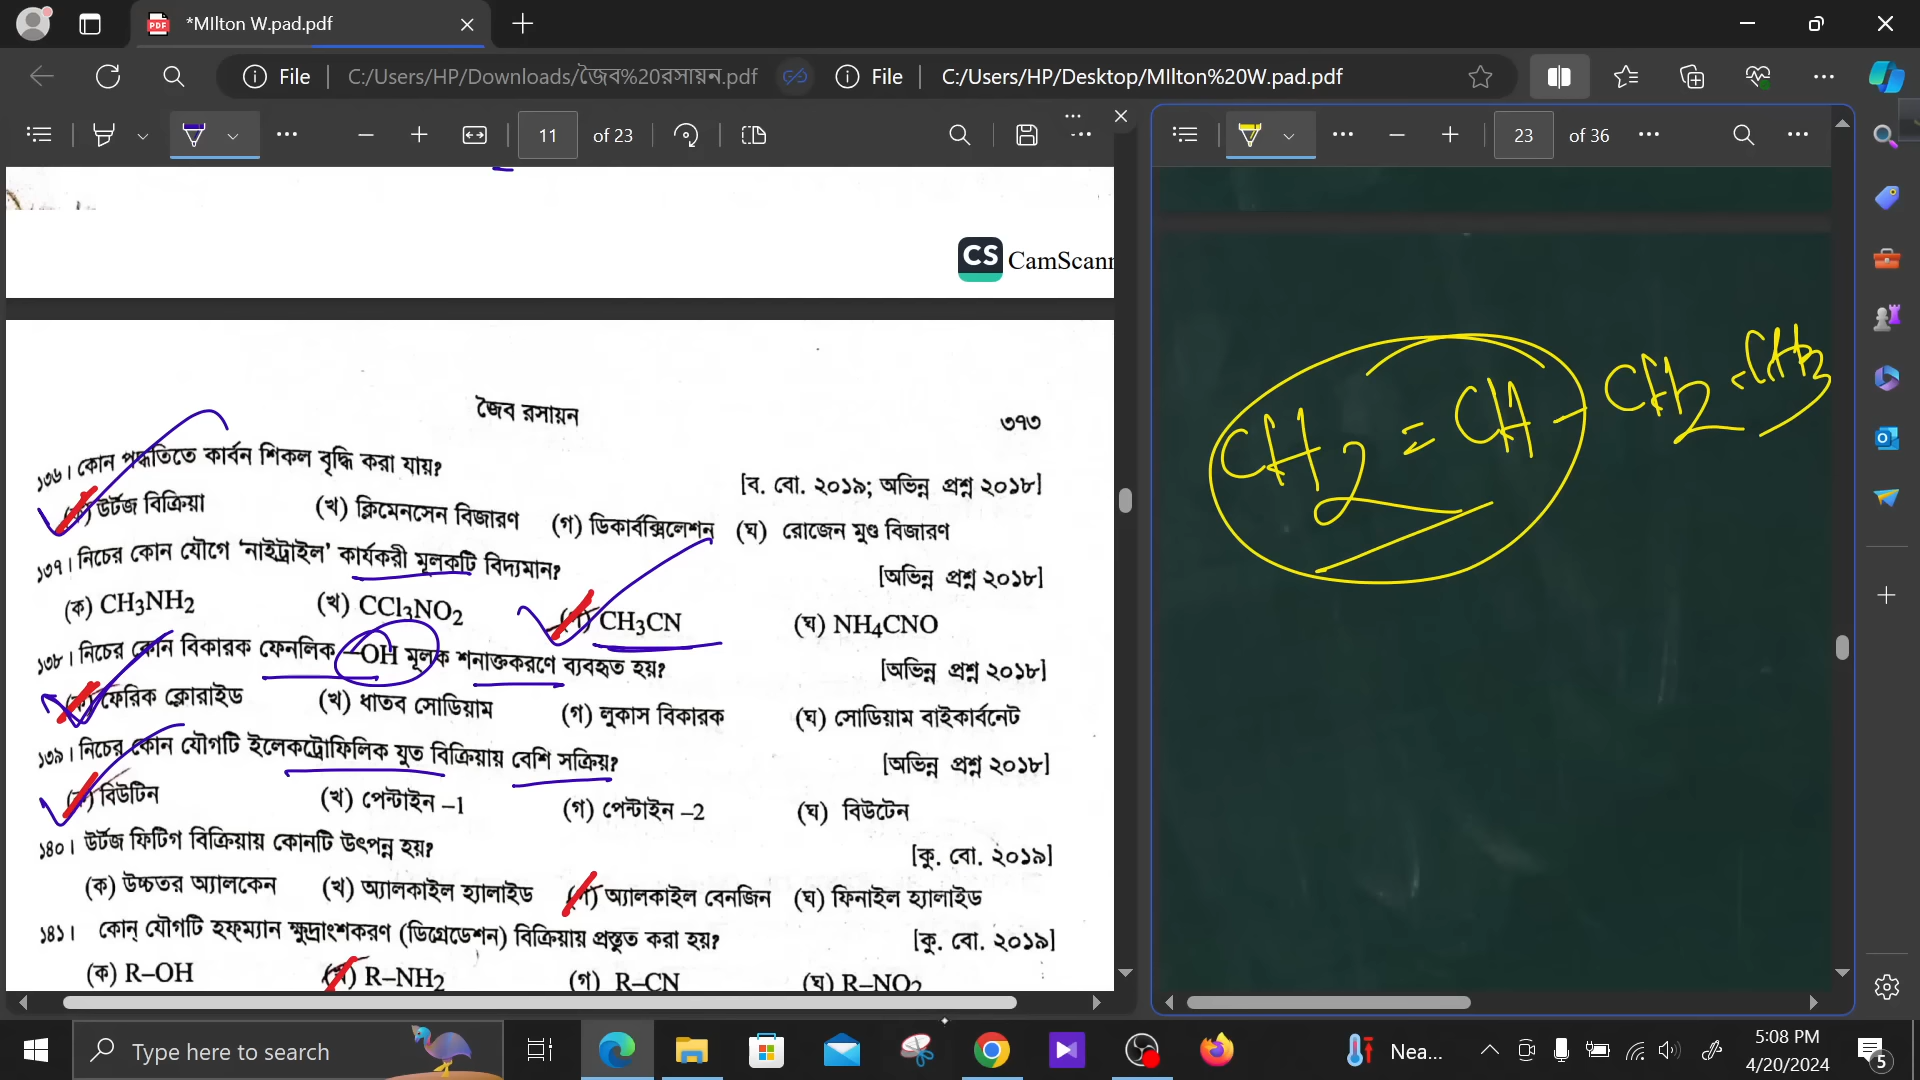 *MIlton W.pad.pdf
File C:/Users/HP/Downloads/জৈব%20রসায়ন.pdf
File C:/Users/HP/Desktop/MIlton%20W.pad.pdf
11 of 23
23 of 36
CS CamScann
জৈব রসায়ন ৩৭৩
১৩৬। কোন পদ্ধতিতে কার্বন শিকল বৃদ্ধি করা যায়?
[ব. বো. ২০১৯; অভিন্ন প্রশ্ন ২০১৮]
(ক) উর্টজ বিক্রিয়া (খ) ক্লিমেনসেন বিজারণ (গ) ডিকার্বক্সিলেশন (ঘ) রোজেন মুণ্ড বিজারণ
১৩৭। নিচের কোন যৌগে ‘নাইট্রাইল’ কার্যকরী মূলকটি বিদ্যমান? [অভিন্ন প্রশ্ন ২০১৮]
(ক) CH3NH2 (খ) CCl3NO2 (গ) CH3CN (ঘ) NH4CNO
১৩৮। নিচের কোন বিকারক ফেনলিক –OH মূলক শনাক্তকরণে ব্যবহৃত হয়? [অভিন্ন প্রশ্ন ২০১৮]
(ক) ফেরিক ক্লোরাইড (খ) ধাতব সোডিয়াম (গ) লুকাস বিকারক (ঘ) সোডিয়াম বাইকার্বনেট
১৩৯। নিচের কোন যৌগটি ইলেকট্রোফিলিক যুত বিক্রিয়ায় বেশি সক্রিয়? [অভিন্ন প্রশ্ন ২০১৮]
(ক) বিউটিন (খ) পেন্টাইন –1 (গ) পেন্টাইন –2 (ঘ) বিউটেন
১৪০। উর্টজ ফিটিগ বিক্রিয়ায় কোনটি উৎপন্ন হয়? [কু. বো. ২০১৯]
(ক) উচ্চতর অ্যালকেন (খ) অ্যালকাইল হ্যালাইড (গ) অ্যালকাইল বেনজিন (ঘ) ফিনাইল হ্যালাইড
১৪১। কোন্ যৌগটি হফ্‌ম্যান ক্ষুদ্রাংশকরণ (ডিগ্রেডেশন) বিক্রিয়ায় প্রস্তুত করা হয়? [কু. বো. ২০১৯]
(ক) R–OH (খ) R–NH2 (গ) R–CN (ঘ) R–NO2
CH2 = CH – CH2 - CH3
Type here to search
Nea...
5:08 PM
4/20/2024
5